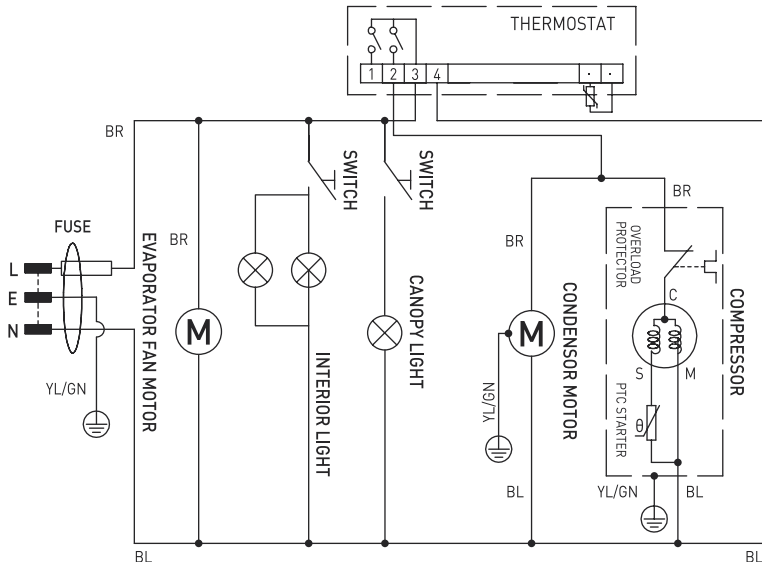 THERMOSTAT
1 2 3 4 · ·
BR
SWITCH
SWITCH
BR
FUSE
BR
BR
L
E
N
EVAPORATOR FAN MOTOR
M
YL/GN
INTERIOR LIGHT
CANOPY LIGHT
M
YL/GN
CONDENSOR MOTOR
BL
OVERLOAD
PROTECTOR
C
S M
PTC STARTER
θ
COMPRESSOR
YL/GN BL
BL
BL